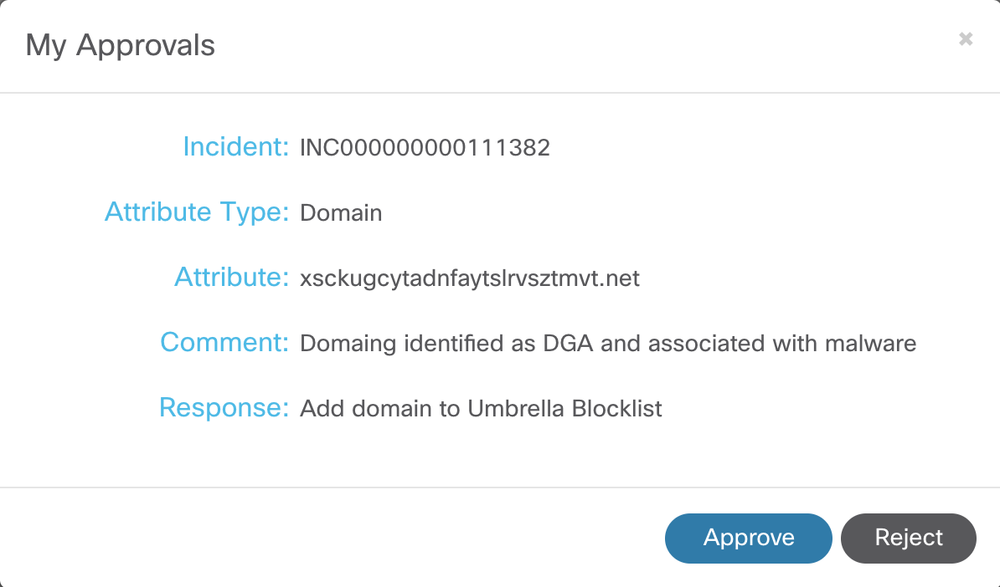 My Approvals
Incident: INC000000000111382
Attribute Type: Domain
Attribute: xsckugcytadnfaytslrvsztmvt.net
Comment: Domaing identified as DGA and associated with malware
Response: Add domain to Umbrella Blocklist
Approve Reject